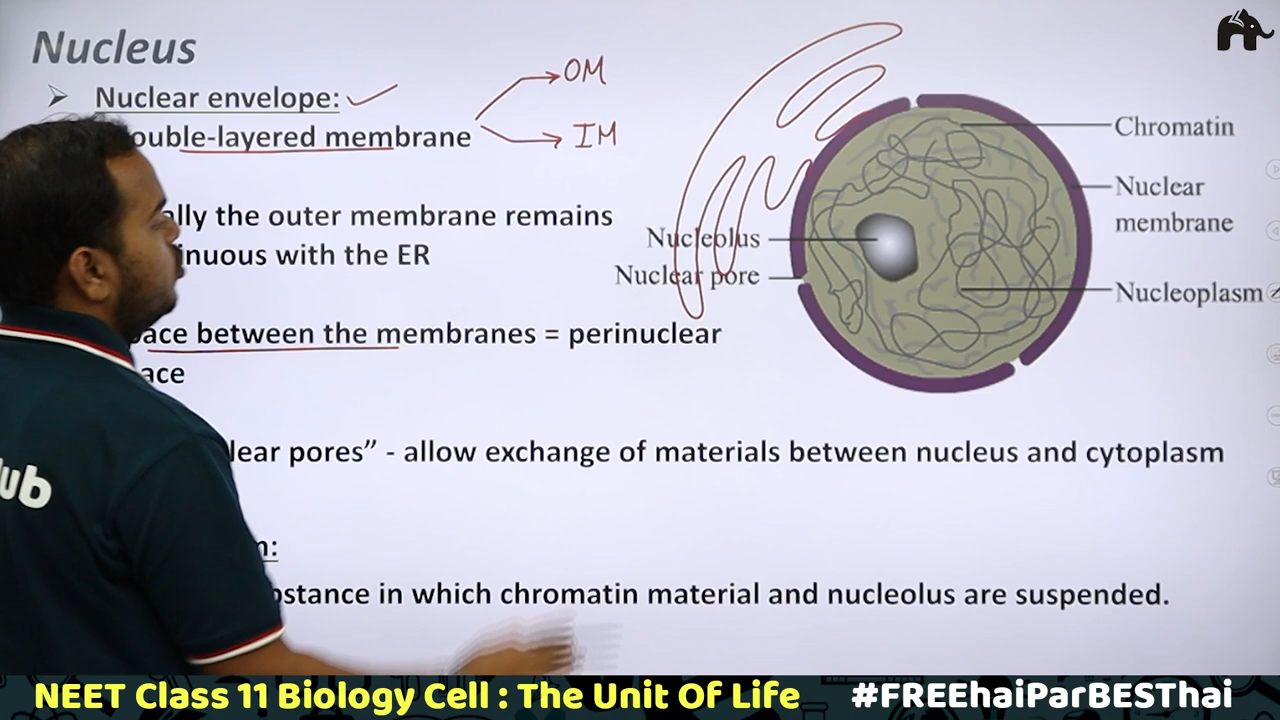 Nucleus
Nuclear envelope:
OM
ouble-layered membrane
IM
ally the outer membrane remains
inuous with the ER
ace between the membranes = perinuclear
ace
lear pores” - allow exchange of materials between nucleus and cytoplasm
n:
bstance in which chromatin material and nucleolus are suspended.
Chromatin
Nuclear
membrane
Nucleolus
Nuclear pore
Nucleoplasm
ub
NEET Class 11 Biology Cell : The Unit Of Life #FREEhaiParBESThai